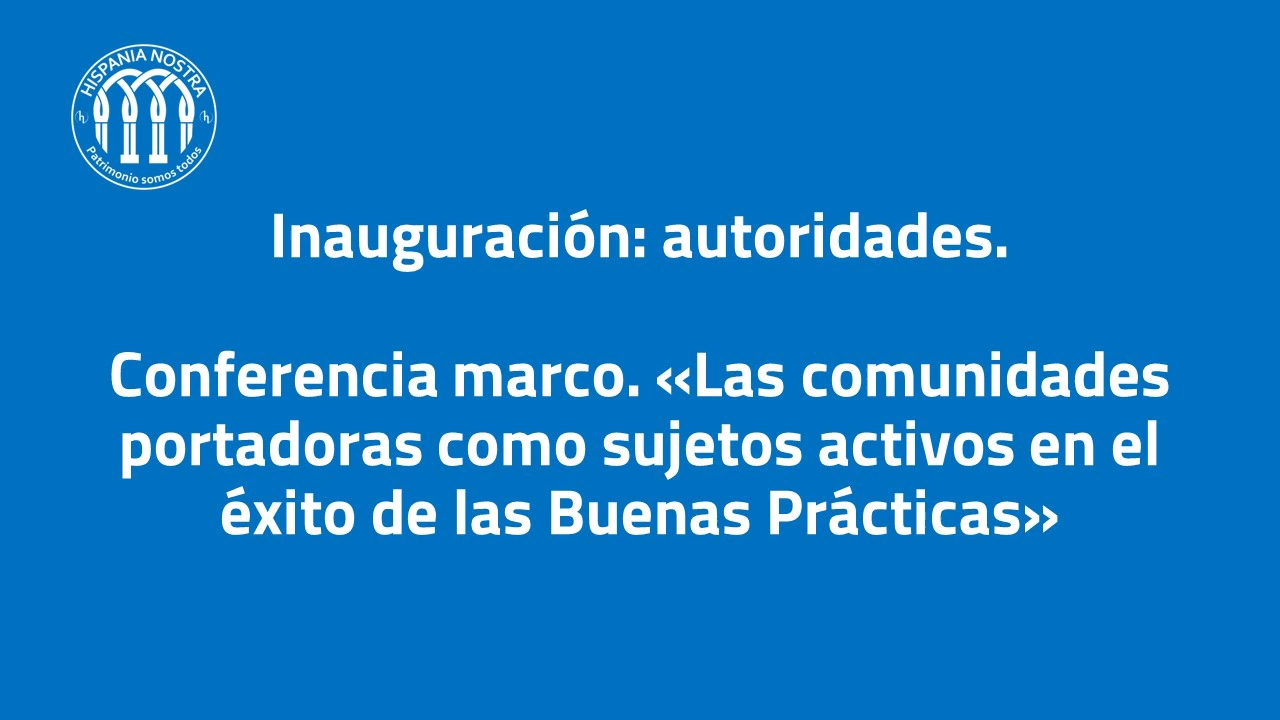 HISPANIA NOSTRA
h h
Patrimonio somos todos
Inauguración: autoridades.
Conferencia marco. «Las comunidades
portadoras como sujetos activos en el
éxito de las Buenas Prácticas»